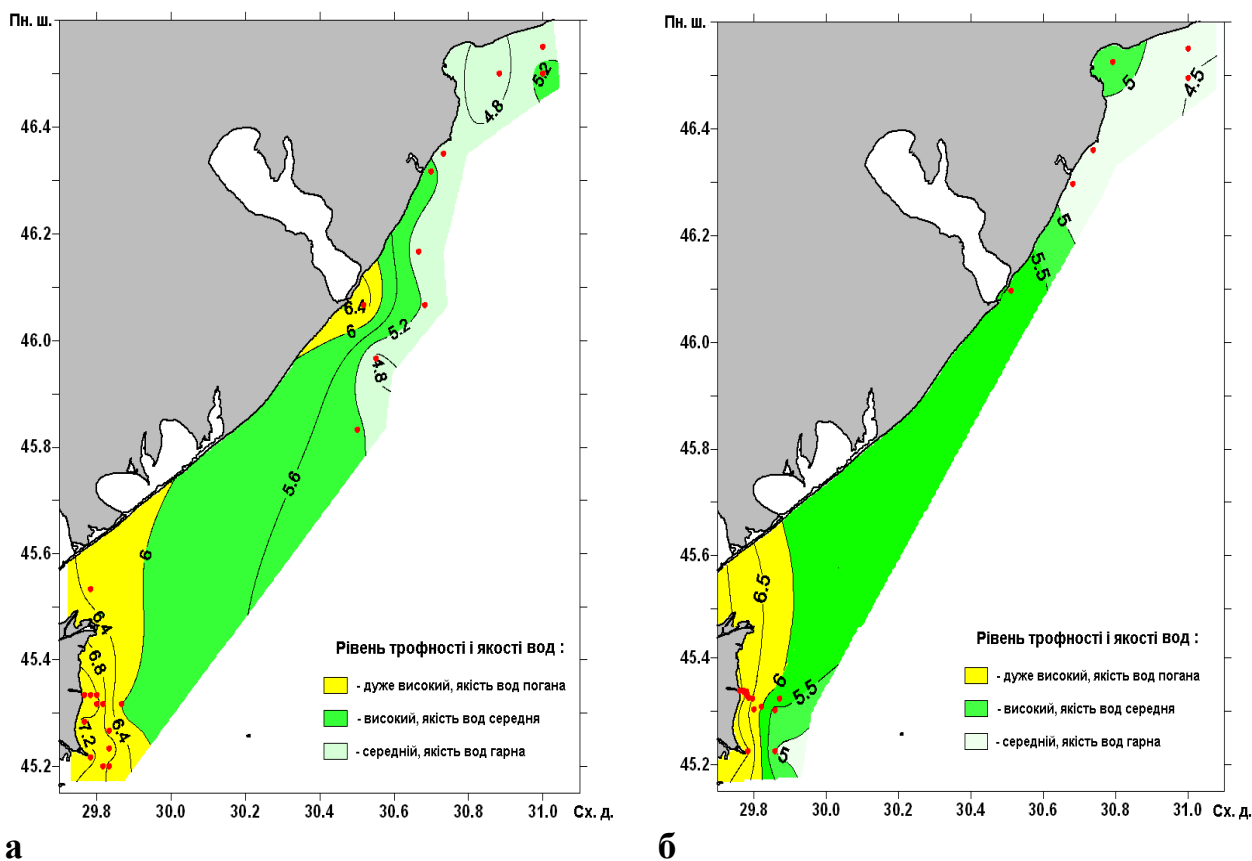 Пн. ш.
46.4
46.2
46.0
45.8
45.6
45.4
45.2
29.8 30.0 30.2 30.4 30.6 30.8 31.0 Сх. д.
4.8
5.2
6.4
6
5.2
4.8
5.6
6
6.4
6.8
6.4
7.2
Рівень трофності і якості вод :
- дуже високий, якість вод погана
- високий, якість вод середня
- середній, якість вод гарна
а
Пн. ш.
46.4
46.2
46.0
45.8
45.6
45.4
45.2
29.8 30.0 30.2 30.4 30.6 30.8 31.0 Сх. д.
5
4.5
5
5.5
6.5
6
5.5
5
Рівень трофності і якості вод :
- дуже високий, якість вод погана
- високий, якість вод середня
- середній, якість вод гарна
б